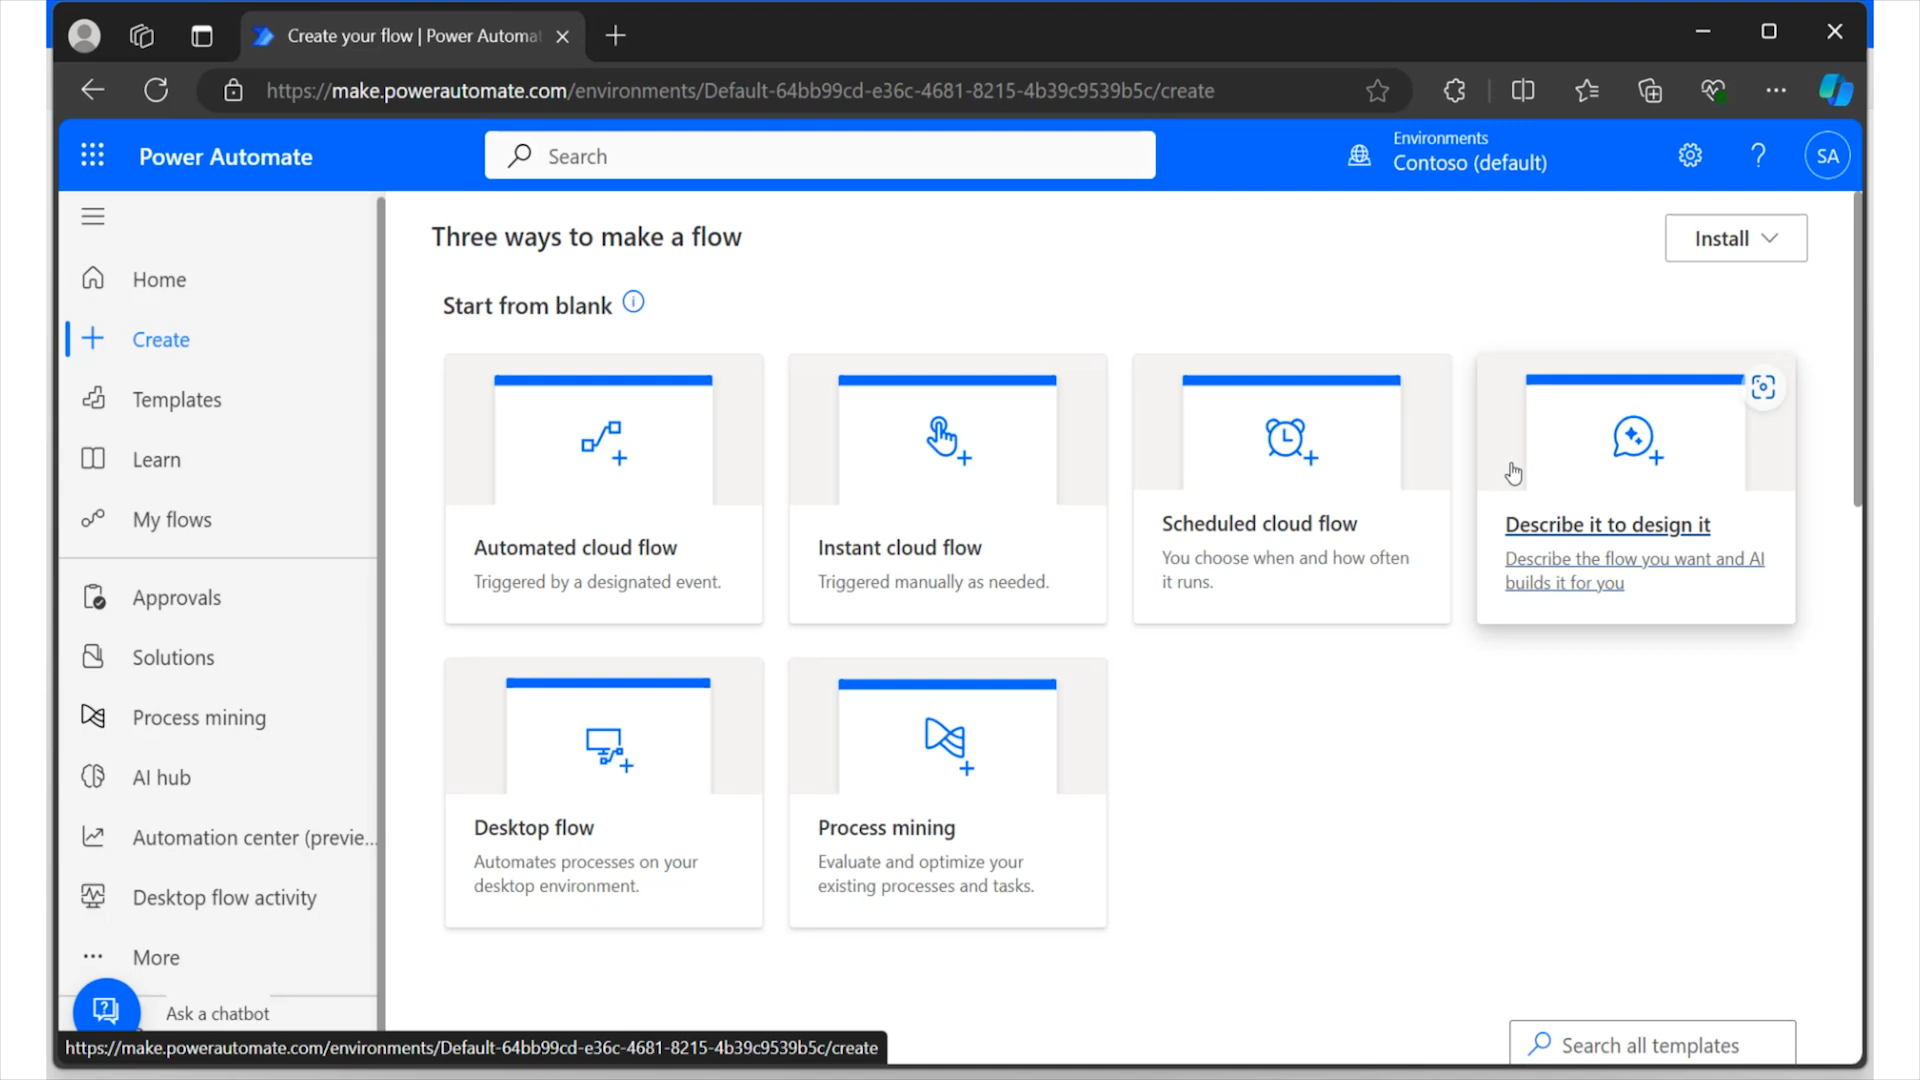 Create your flow | Power Automat
https://make.powerautomate.com/environments/Default-64bb99cd-e36c-4681-8215-4b39c9539b5c/create
Power Automate
Search
Environments
Contoso (default)
SA
Home
Create
Templates
Learn
My flows
Approvals
Solutions
Process mining
AI hub
Automation center (previe...
Desktop flow activity
More
Ask a chatbot
Three ways to make a flow
Install
Start from blank
Automated cloud flow
Triggered by a designated event.
Instant cloud flow
Triggered manually as needed.
Scheduled cloud flow
You choose when and how often
it runs.
Describe it to design it
Describe the flow you want and AI
builds it for you
Desktop flow
Automates processes on your
desktop environment.
Process mining
Evaluate and optimize your
existing processes and tasks.
Search all templates
https://make.powerautomate.com/environments/Default-64bb99cd-e36c-4681-8215-4b39c9539b5c/create